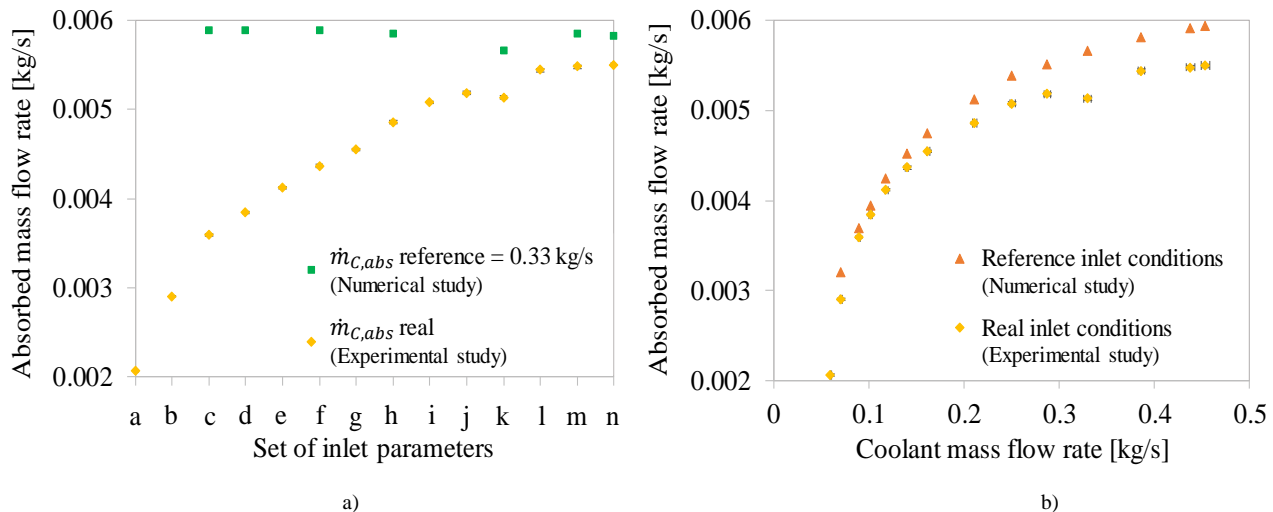 0.006
0.005
0.004
0.003
0.002
Absorbed mass flow rate [kg/s]
ṁC,abs reference = 0.33 kg/s
(Numerical study)
ṁC,abs real
(Experimental study)
a b c d e f g h i j k l m n
Set of inlet parameters
a)
0.006
0.005
0.004
0.003
0.002
Absorbed mass flow rate [kg/s]
Reference inlet conditions
(Numerical study)
Real inlet conditions
(Experimental study)
0 0.1 0.2 0.3 0.4 0.5
Coolant mass flow rate [kg/s]
b)